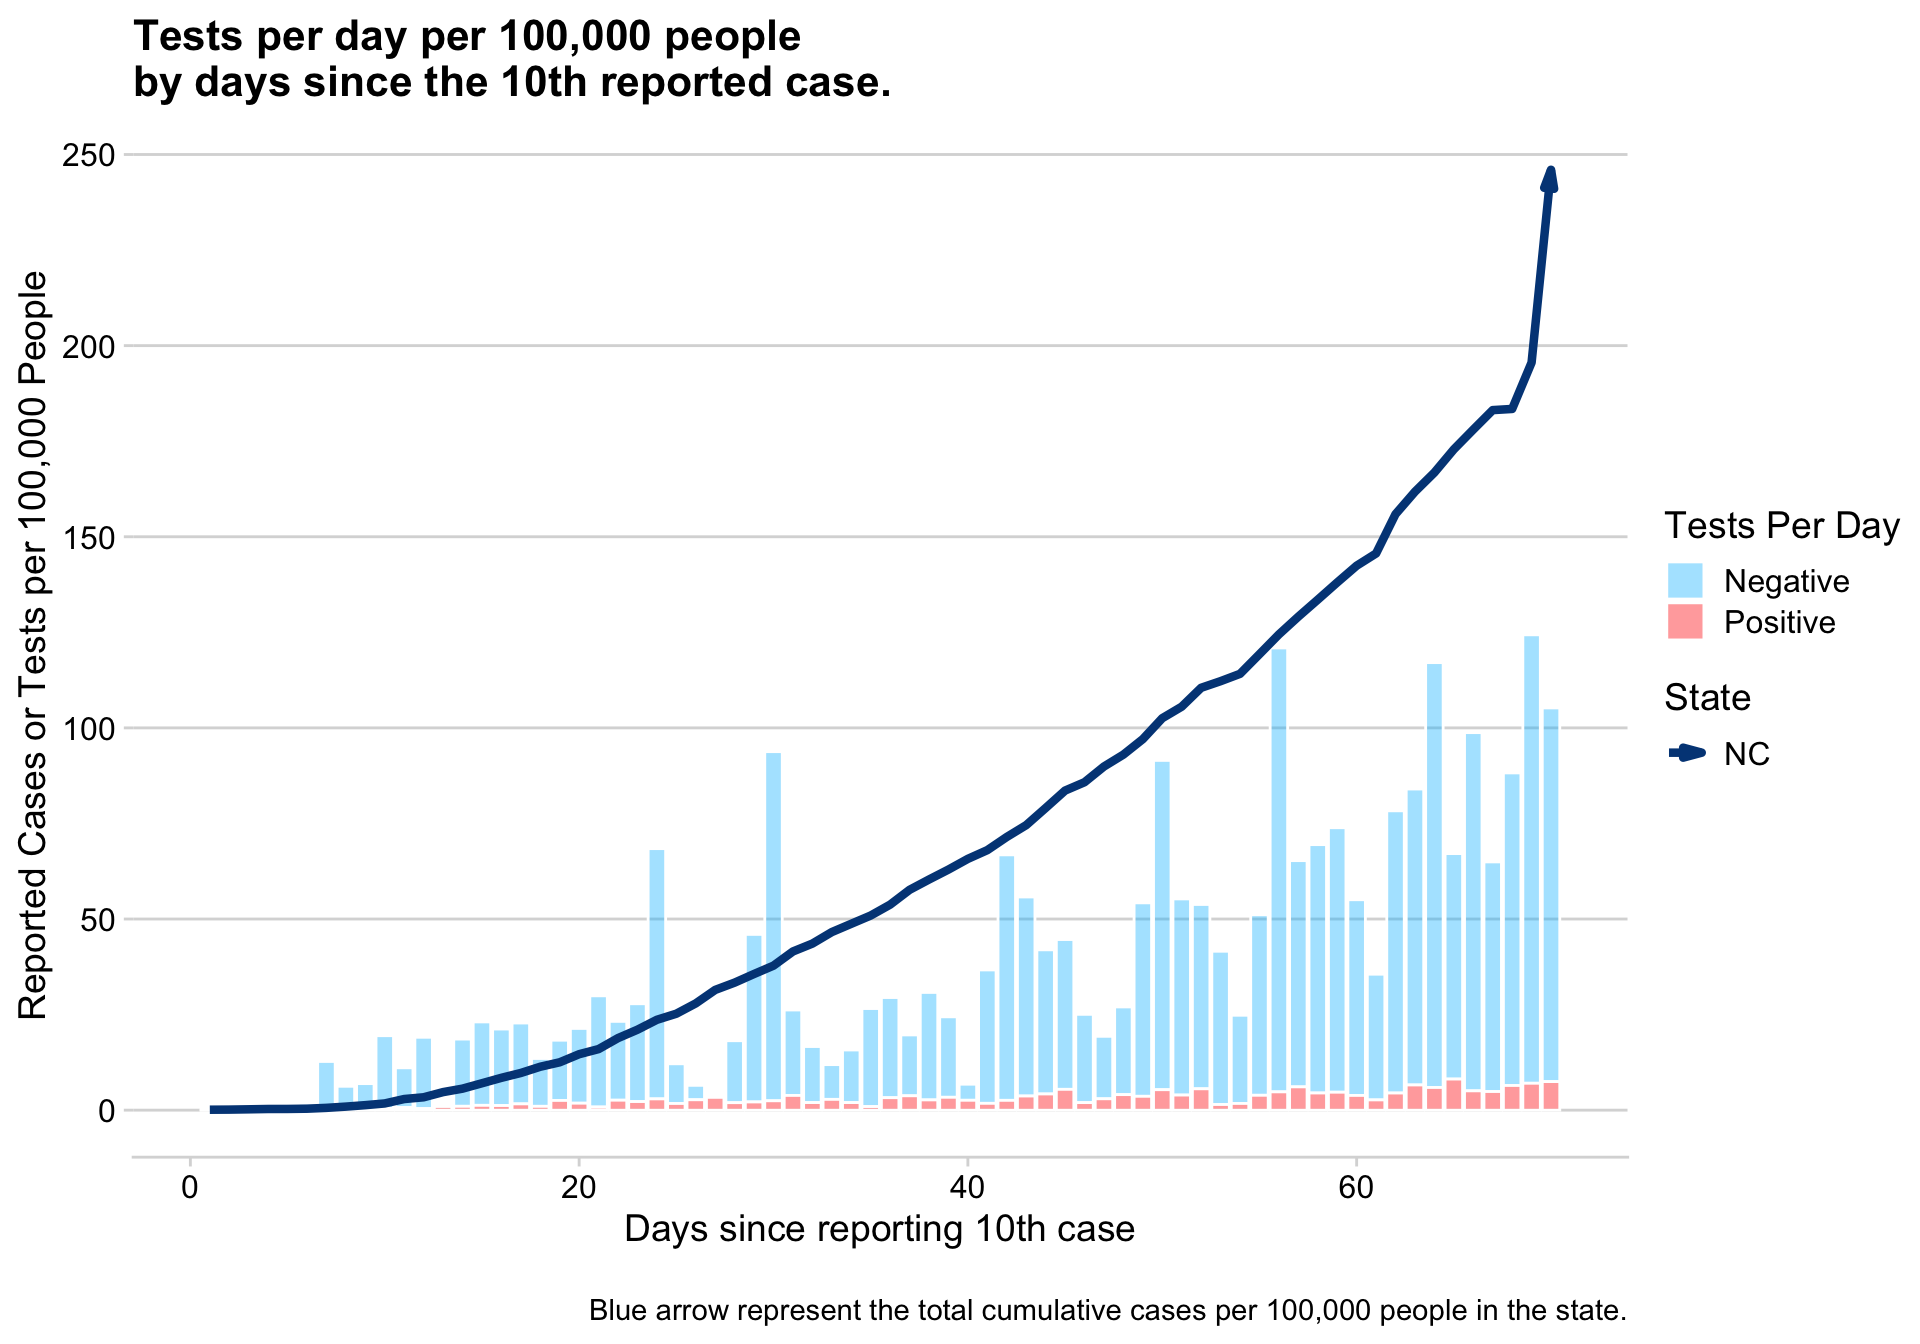 Tests per day per 100,000 people
by days since the 10th reported case.
Reported Cases or Tests per 100,000 People
250
200
150
100
50
0
0 20 40 60
Days since reporting 10th case
Tests Per Day
Negative
Positive
State
NC
Blue arrow represent the total cumulative cases per 100,000 people in the state.